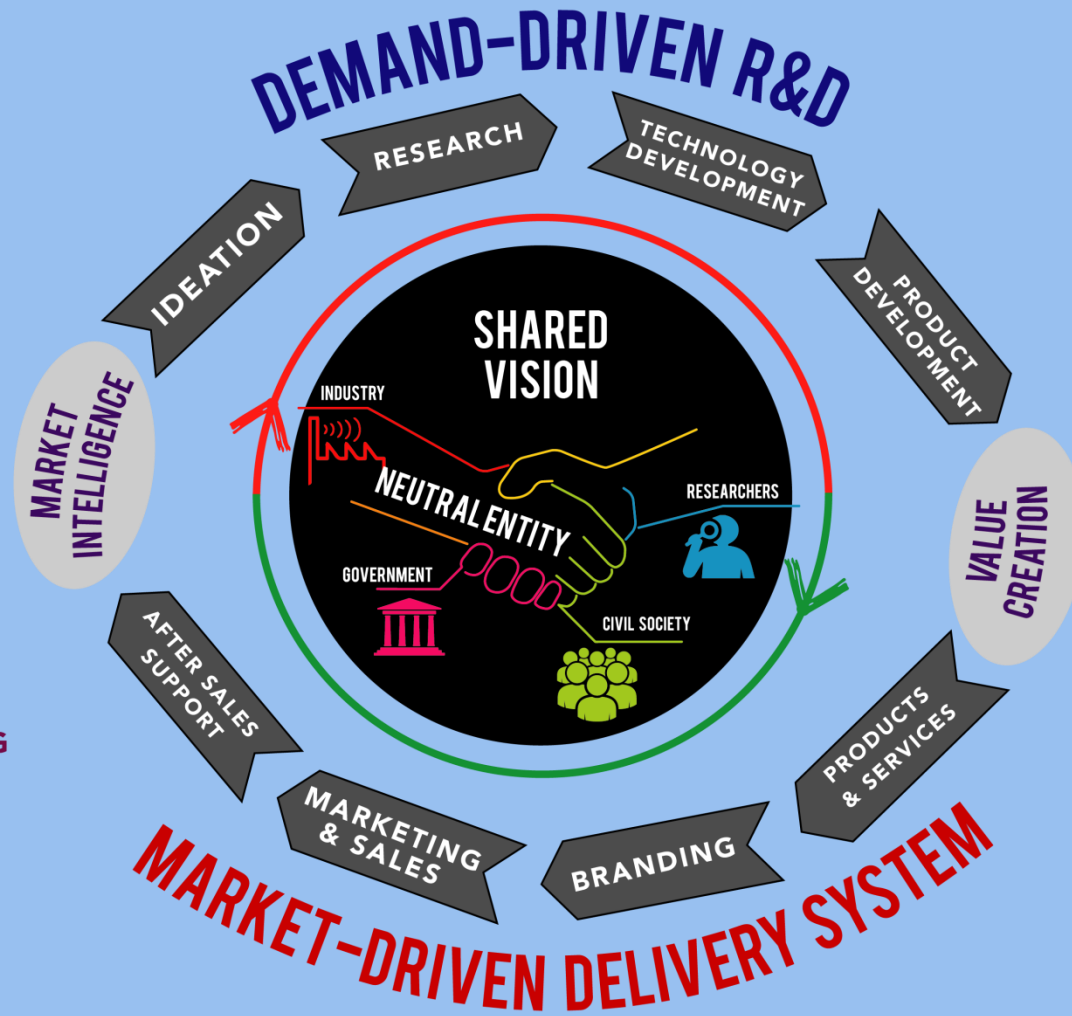 DEMAND-DRIVEN R&D
RESEARCH
TECHNOLOGY
DEVELOPMENT
IDEATION
PRODUCT
DEVELOPMENT
SHARED
VISION
INDUSTRY
MARKET
INTELLIGENCE
NEUTRAL ENTITY
RESEARCHERS
VALUE
CREATION
GOVERNMENT
CIVIL SOCIETY
AFTER SALES
SUPPORT
PRODUCTS
& SERVICES
G
MARKETING
& SALES
BRANDING
MARKET-DRIVEN DELIVERY SYSTEM